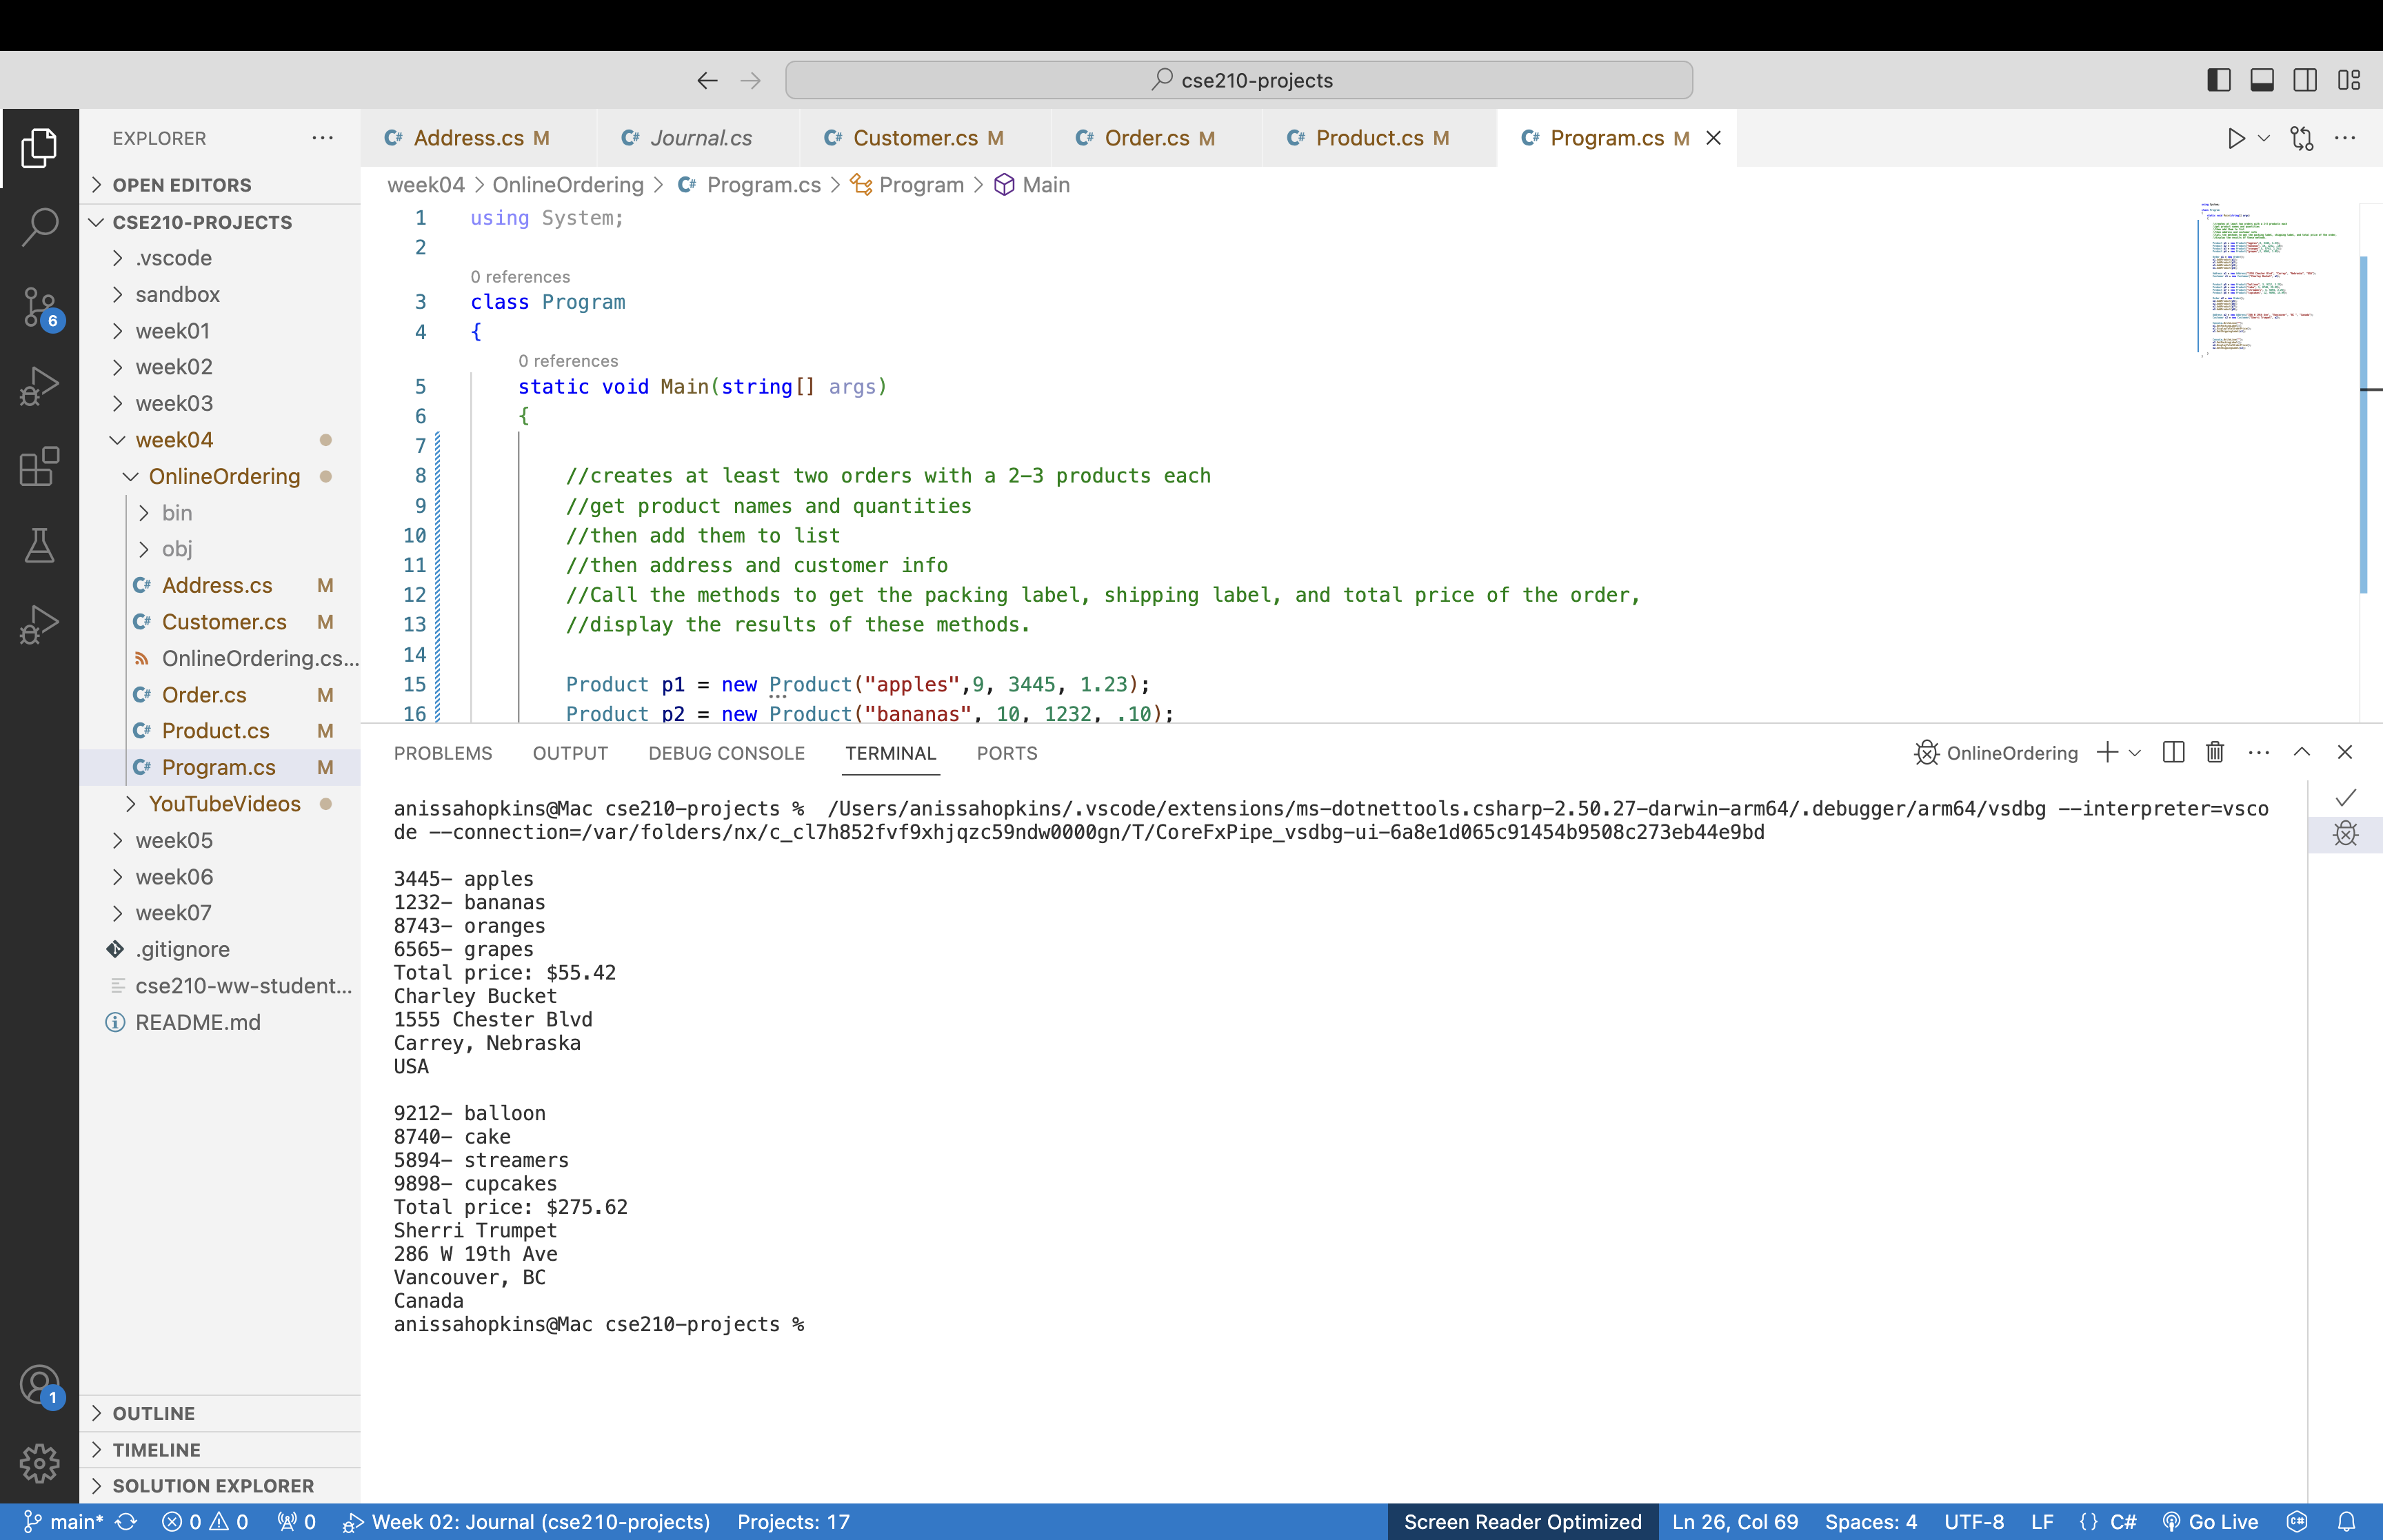 cse210-projects
EXPLORER
Address.cs M
Journal.cs
Customer.cs M
Order.cs M
Product.cs M
Program.cs M
OPEN EDITORS
week04 > OnlineOrdering > C# Program.cs > Program > Main
CSE210-PROJECTS
.vscode
sandbox
week01
week02
week03
week04
OnlineOrdering
bin
obj
Address.cs M
Customer.cs M
OnlineOrdering.cs...
Order.cs M
Product.cs M
Program.cs M
YouTubeVideos
week05
week06
week07
.gitignore
cse210-ww-student...
README.md
OUTLINE
TIMELINE
SOLUTION EXPLORER
6
1
1 using System;
2
0 references
3 class Program
4 {
0 references
5 static void Main(string[] args)
6 {
7
8 //creates at least two orders with a 2-3 products each
9 //get product names and quantities
10 //then add them to list
11 //then address and customer info
12 //Call the methods to get the packing label, shipping label, and total price of the order,
13 //display the results of these methods.
14
15 Product p1 = new Product("apples",9, 3445, 1.23);
16 Product p2 = new Product("bananas", 10, 1232, .10);
PROBLEMS OUTPUT DEBUG CONSOLE TERMINAL PORTS
OnlineOrdering
anissahopkins@Mac cse210-projects %  /Users/anissahopkins/.vscode/extensions/ms-dotnettools.csharp-2.50.27-darwin-arm64/.debugger/arm64/vsdbg --interpreter=vsco
de --connection=/var/folders/nx/c_cl7h852fvf9xhjqzc59ndw0000gn/T/CoreFxPipe_vsdbg-ui-6a8e1d065c91454b9508c273eb44e9bd
3445- apples
1232- bananas
8743- oranges
6565- grapes
Total price: $55.42
Charley Bucket
1555 Chester Blvd
Carrey, Nebraska
USA
9212- balloon
8740- cake
5894- streamers
9898- cupcakes
Total price: $275.62
Sherri Trumpet
286 W 19th Ave
Vancouver, BC
Canada
anissahopkins@Mac cse210-projects %
main* 0 0 0 Week 02: Journal (cse210-projects) Projects: 17 Screen Reader Optimized Ln 26, Col 69 Spaces: 4 UTF-8 LF {} C# Go Live